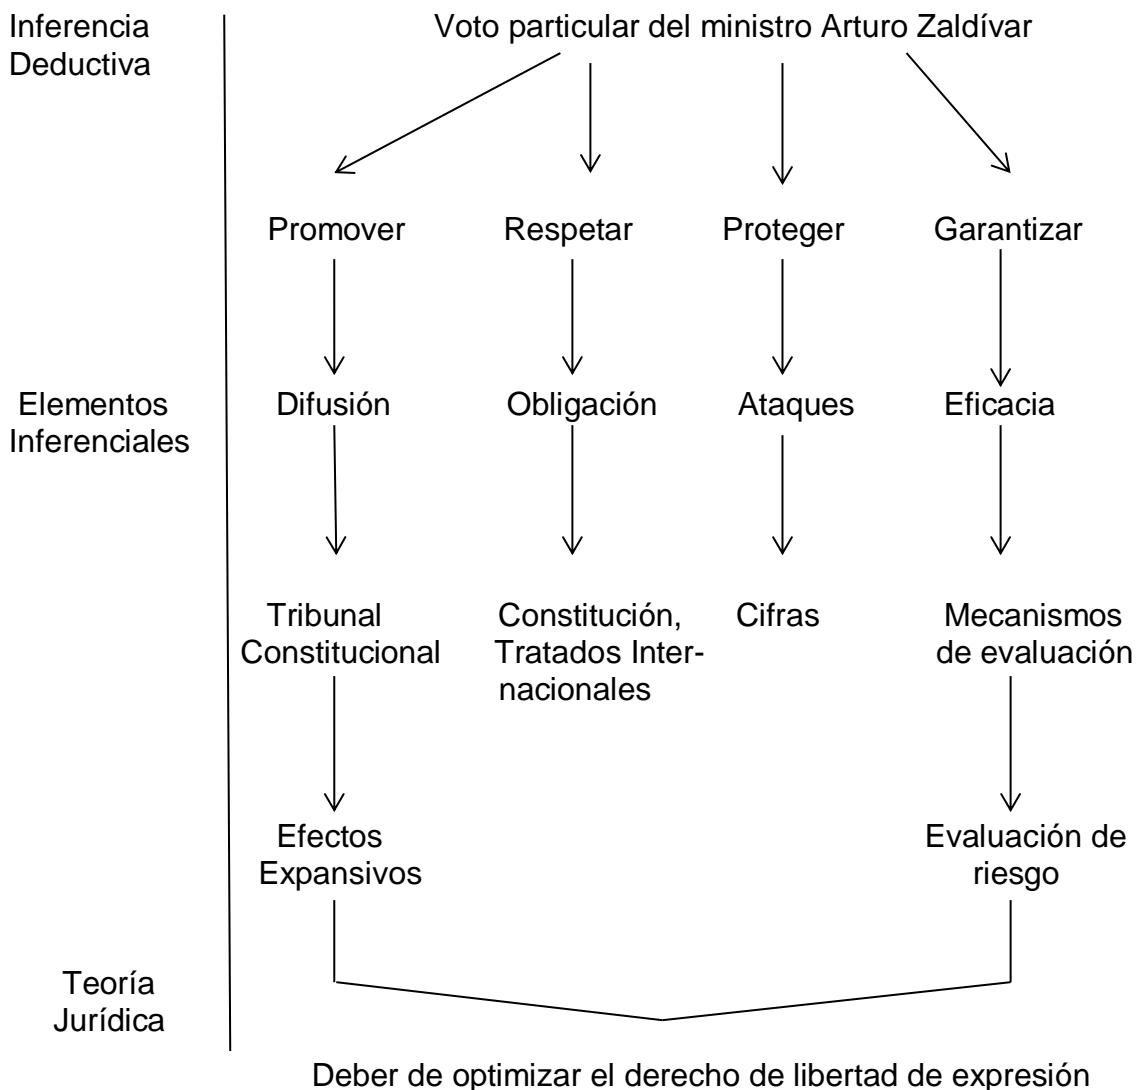 Inferencia
Deductiva
Voto particular del ministro Arturo Zaldívar
Promover
Respetar
Proteger
Garantizar
Elementos
Inferenciales
Difusión
Obligación
Ataques
Eficacia
Tribunal
Constitucional
Constitución,
Tratados Inter-
nacionales
Cifras
Mecanismos
de evaluación
Efectos
Expansivos
Evaluación de
riesgo
Teoría
Jurídica
Deber de optimizar el derecho de libertad de expresión